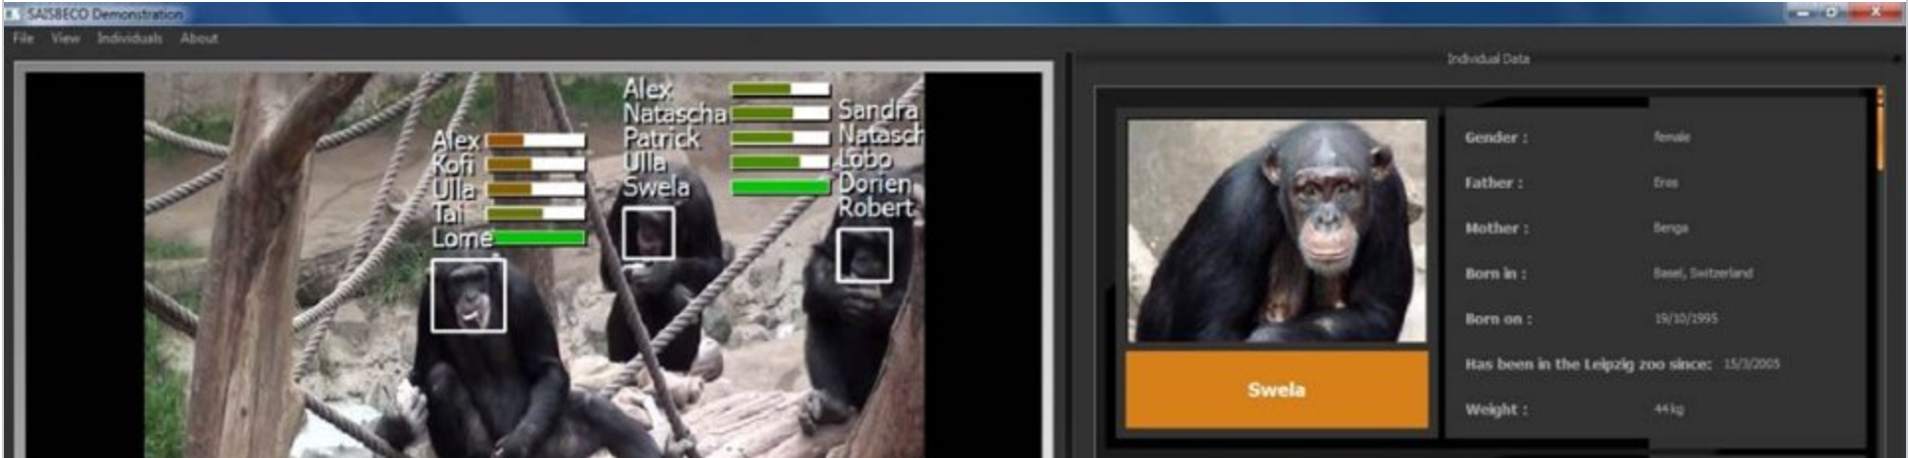 SAISBECO Demonstration
File View Individuals About
Individual Data
Alex
Kofi
Ulla
Tai
Lome
Alex
Natascha
Patrick
Ulla
Swela
Sandra
Natasch
Lobo
Dorien
Robert
Swela
Gender : female
Father : Eros
Mother : Benga
Born in : Basel, Switzerland
Born on : 19/10/1995
Has been in the Leipzig zoo since: 15/3/2005
Weight : 44 kg